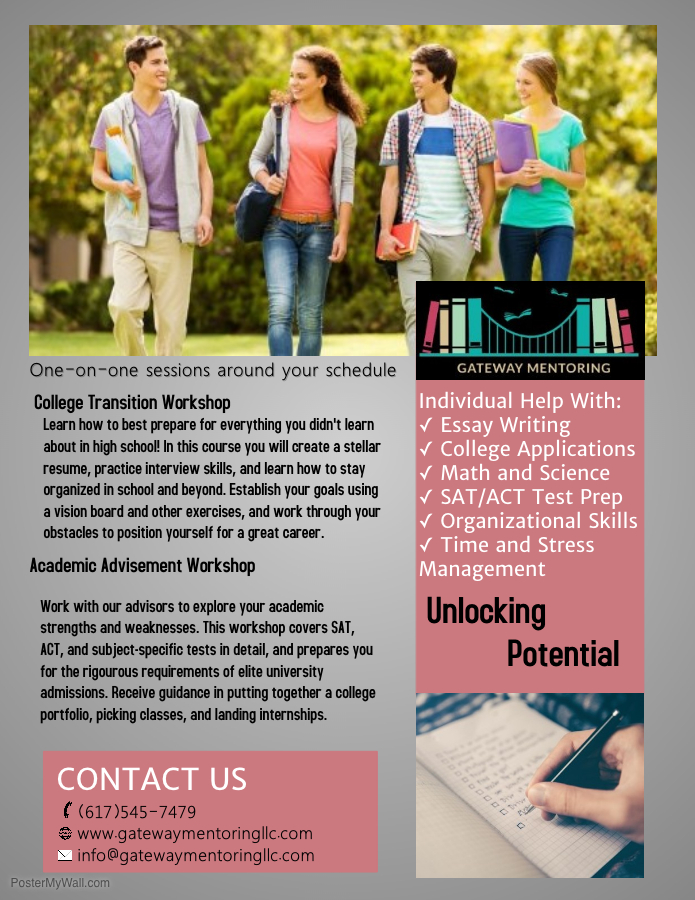 GATEWAY MENTORING
One-on-one sessions around your schedule
College Transition Workshop
Learn how to best prepare for everything you didn't learn
about in high school! In this course you will create a stellar
resume, practice interview skills, and learn how to stay
organized in school and beyond. Establish your goals using
a vision board and other exercises, and work through your
obstacles to position yourself for a great career.
Academic Advisement Workshop
Work with our advisors to explore your academic
strengths and weaknesses. This workshop covers SAT,
ACT, and subject-specific tests in detail, and prepares you
for the rigourous requirements of elite university
admissions. Receive guidance in putting together a college
portfolio, picking classes, and landing internships.
Individual Help With:
✓ Essay Writing
✓ College Applications
✓ Math and Science
✓ SAT/ACT Test Prep
✓ Organizational Skills
✓ Time and Stress
Management
Unlocking
Potential
CONTACT US
(617)545-7479
www.gatewaymentoringllc.com
info@gatewaymentoringllc.com
PosterMyWall.com